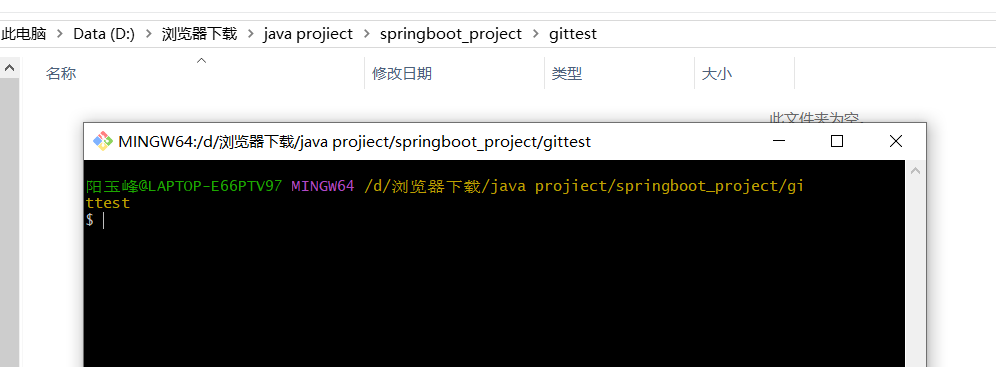 此电脑 > Data (D:) > 浏览器下载 > java projiect > springboot_project > gittest
名称 修改日期 类型 大小
此文件夹为空。
MINGW64:/d/浏览器下载/java projiect/springboot_project/gittest
阳玉峰@LAPTOP-E66PTV97 MINGW64 /d/浏览器下载/java projiect/springboot_project/gi
ttest
$